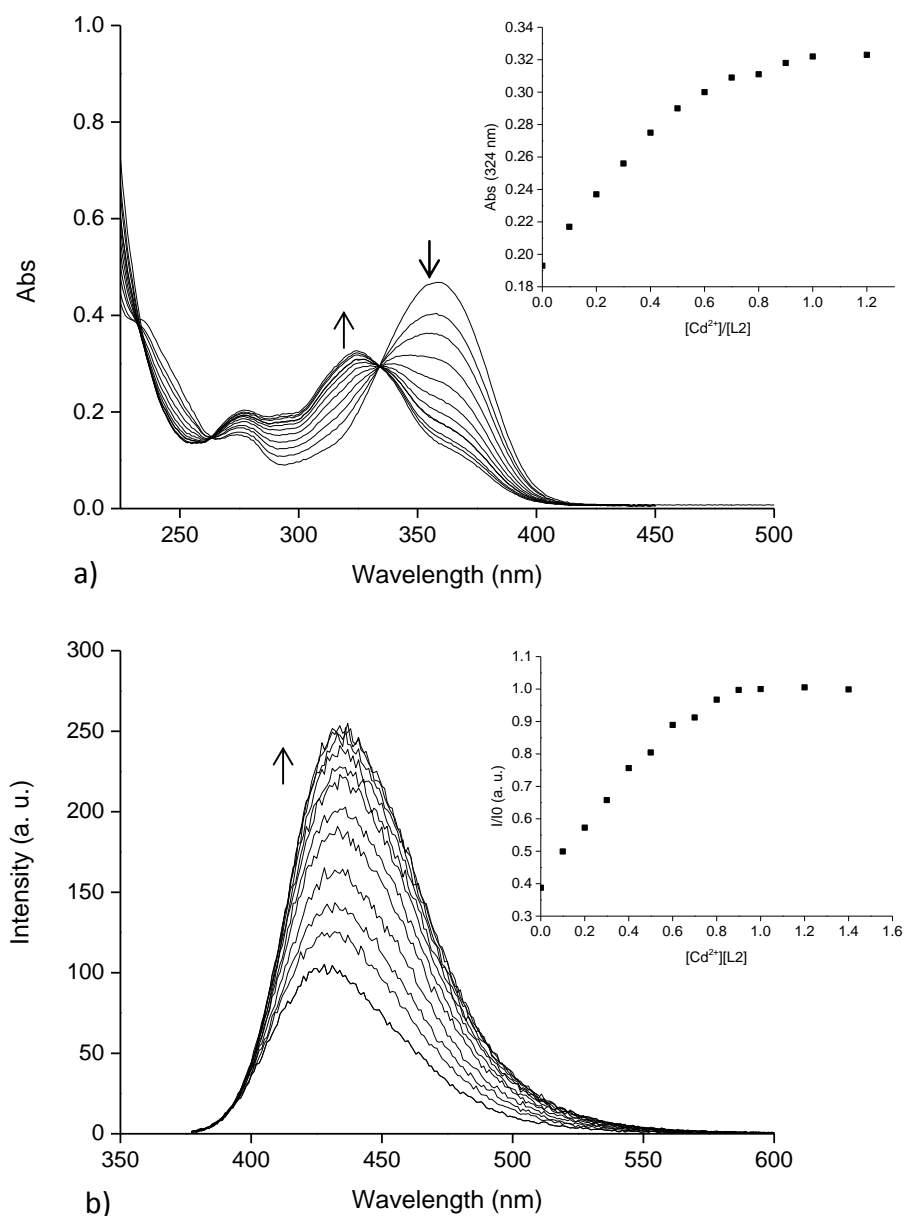 1.0
0.8
0.6
0.4
0.2
0.0
Abs
250 300 350 400 450 500
Wavelength (nm)
a)
0.34
0.32
0.30
0.28
0.26
0.24
0.22
0.20
0.18
Abs (324 nm)
0.0 0.2 0.4 0.6 0.8 1.0 1.2
[Cd²⁺]/[L2]
300
250
200
150
100
50
0
Intensity (a. u.)
350 400 450 500 550 600
Wavelength (nm)
b)
1.1
1.0
0.9
0.8
0.7
0.6
0.5
0.4
0.3
I/I0 (a. u.)
0.0 0.2 0.4 0.6 0.8 1.0 1.2 1.4 1.6
[Cd²⁺][L2]